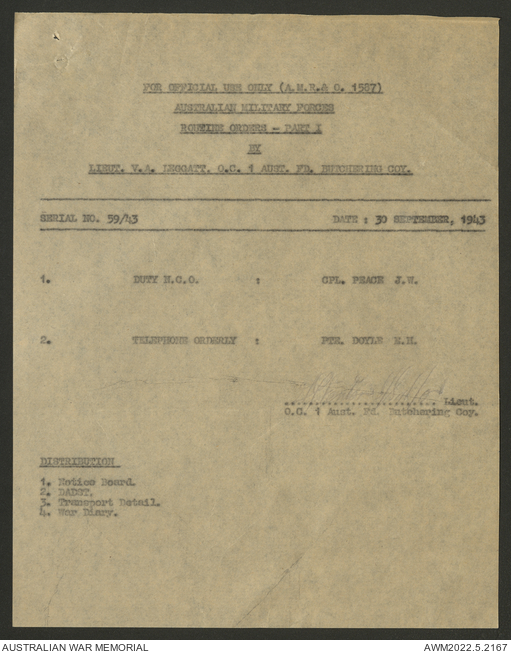 FOR OFFICIAL USE ONLY (A.M.R.& O. 1587)
AUSTRALIAN MILITARY FORCES
ROUTINE ORDERS - PART I
BY
LIEUT. V.A. LEGGATT. O.C. 1 AUST. FD. BUTCHERING COY.
SERIAL NO. 59/43 DATE : 30 SEPTEMBER, 1943
1. DUTY N.C.O. : CPL. PEACH J.W.
2. TELEPHONE ORDERLY : PTE. DOYLE E.H.
Lieut.
O.C. 1 Aust. Fd. Butchering Coy.
DISTRIBUTION
1. Notice Board.
2. DADST.
3. Transport Detail.
4. War Diary.
AUSTRALIAN WAR MEMORIAL AWM2022.5.2167